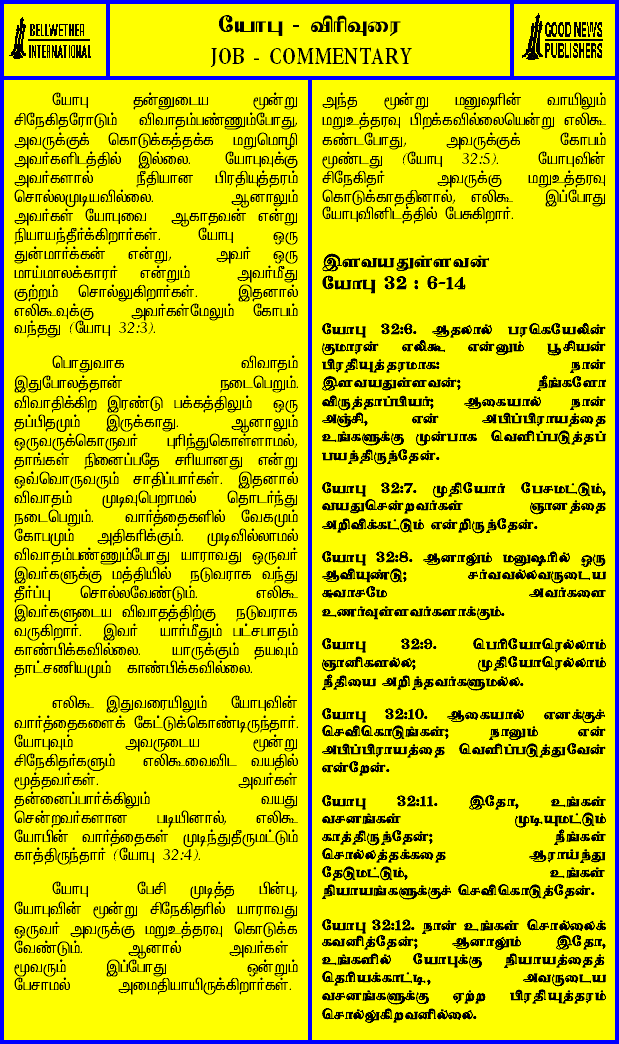 BELLWETHER
INTERNATIONAL
யோபு - விரிவுரை
JOB - COMMENTARY
GOOD NEWS
PUBLISHERS
யோபு தன்னுடைய மூன்று
சிநேகிதரோடும் விவாதம்பண்ணும்போது,
அவருக்குக் கொடுக்கத்தக்க மறுமொழி
அவர்களிடத்தில் இல்லை. யோபுவுக்கு
அவர்களால் நீதியான பிரதியுத்தரம்
சொல்லமுடியவில்லை. ஆனாலும்
அவர்கள் யோபுவை ஆகாதவன் என்று
நியாயந்தீர்க்கிறார்கள். யோபு ஒரு
துன்மார்க்கன் என்று, அவர் ஒரு
மாய்மாலக்காரர் என்றும் அவர்மீது
குற்றம் சொல்லுகிறார்கள். இதனால்
எலிகூவுக்கு அவர்கள்மேலும் கோபம்
வந்தது (யோபு 32:3).
பொதுவாக விவாதம்
இதுபோலத்தான் நடைபெறும்.
விவாதிக்கிற இரண்டு பக்கத்திலும் ஒரு
தப்பிதமும் இருக்காது. ஆனாலும்
ஒருவருக்கொருவர் புரிந்துகொள்ளாமல்,
தாங்கள் நினைப்பதே சரியானது என்று
ஒவ்வொருவரும் சாதிப்பார்கள். இதனால்
விவாதம் முடிவுபெறாமல் தொடர்ந்து
நடைபெறும். வார்த்தைகளில் வேகமும்
கோபமும் அதிகரிக்கும். முடிவில்லாமல்
விவாதம்பண்ணும்போது யாராவது ஒருவர்
இவர்களுக்கு மத்தியில் நடுவராக வந்து
தீர்ப்பு சொல்லவேண்டும். எலிகூ
இவர்களுடைய விவாதத்திற்கு நடுவராக
வருகிறார். இவர் யார்மீதும் பட்சபாதம்
காண்பிக்கவில்லை. யாருக்கும் தயவும்
தாட்சணியமும் காண்பிக்கவில்லை.
எலிகூ இதுவரையிலும் யோபுவின்
வார்த்தைகளைக் கேட்டுக்கொண்டிருந்தார்.
யோபுவும் அவருடைய மூன்று
சிநேகிதர்களும் எலிகூவைவிட வயதில்
மூத்தவர்கள். அவர்கள்
தன்னைப்பார்க்கிலும் வயது
சென்றவர்களான படியினால், எலிகூ
யோபின் வார்த்தைகள் முடிந்துதீருமட்டும்
காத்திருந்தார் (யோபு 32:4).
யோபு பேசி முடித்த பின்பு,
யோபுவின் மூன்று சிநேகிதரில் யாராவது
ஒருவர் அவருக்கு மறுஉத்தரவு கொடுக்க
வேண்டும். ஆனால் அவர்கள்
மூவரும் இப்போது ஒன்றும்
பேசாமல் அமைதியாயிருக்கிறார்கள்.
அந்த மூன்று மனுஷரின் வாயிலும்
மறுஉத்தரவு பிறக்கவில்லையென்று எலிகூ
கண்டபோது, அவருக்குக் கோபம்
மூண்டது (யோபு 32:5). யோபுவின்
சிநேகிதர் அவருக்கு மறுஉத்தரவு
கொடுக்காததினால், எலிகூ இப்போது
யோபுவினிடத்தில் பேசுகிறார்.
இளவயதுள்ளவன்
யோபு 32 : 6-14
யோபு 32:6. ஆதலால் பரகெயேலின்
குமாரன் எலிகூ என்னும் பூசியன்
பிரதியுத்தரமாக: நான்
இளவயதுள்ளவன்; நீங்களோ
விருத்தாப்பியர்; ஆகையால் நான்
அஞ்சி, என் அபிப்பிராயத்தை
உங்களுக்கு முன்பாக வெளிப்படுத்தப்
பயந்திருந்தேன்.
யோபு 32:7. முதியோர் பேசமட்டும்,
வயதுசென்றவர்கள் ஞானத்தை
அறிவிக்கட்டும் என்றிருந்தேன்.
யோபு 32:8. ஆனாலும் மனுஷரில் ஒரு
ஆவியுண்டு; சர்வவல்லவருடைய
சுவாசமே அவர்களை
உணர்வுள்ளவர்களாக்கும்.
யோபு 32:9. பெரியோரெல்லாம்
ஞானிகளல்ல; முதியோரெல்லாம்
நீதியை அறிந்தவர்களுமல்ல.
யோபு 32:10. ஆகையால் எனக்குச்
செவிகொடுங்கள்; நானும் என்
அபிப்பிராயத்தை வெளிப்படுத்துவேன்
என்றேன்.
யோபு 32:11. இதோ, உங்கள்
வசனங்கள் முடியுமட்டும்
காத்திருந்தேன்; நீங்கள்
சொல்லத்தக்கதை ஆராய்ந்து
தேடுமட்டும், உங்கள்
நியாயங்களுக்குச் செவிகொடுத்தேன்.
யோபு 32:12. நான் உங்கள் சொல்லைக்
கவனித்தேன்; ஆனாலும் இதோ,
உங்களில் யோபுக்கு நியாயத்தைத்
தெரியக்காட்டி, அவருடைய
வசனங்களுக்கு ஏற்ற பிரதியுத்தரம்
சொல்லுகிறவனில்லை.